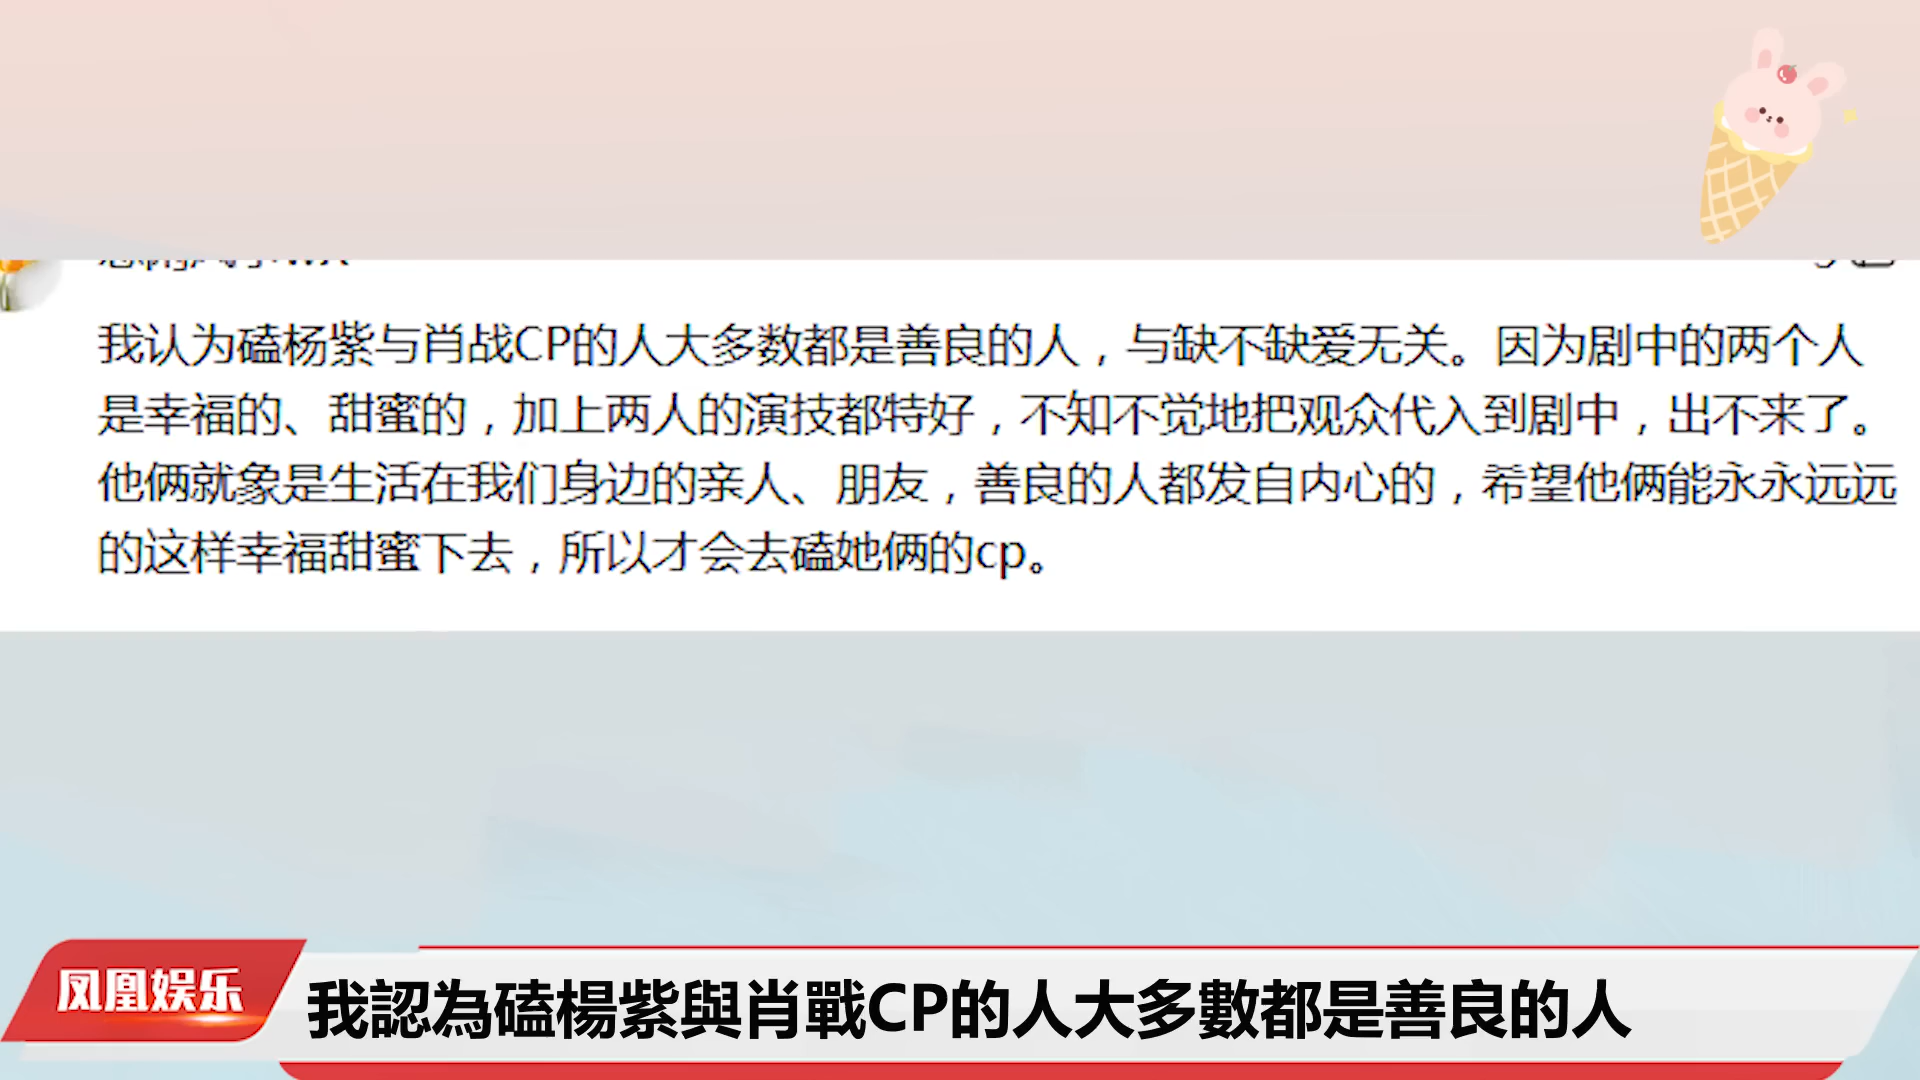 我认为磕杨紫与肖战CP的人大多数都是善良的人，与缺不缺爱无关。因为剧中的两个人
是幸福的、甜蜜的，加上两人的演技都特好，不知不觉地把观众代入到剧中，出不来了。
他俩就象是生活在我们身边的亲人、朋友，善良的人都发自内心的，希望他俩能永永远远
的这样幸福甜蜜下去，所以才会去磕她俩的cp。
凤凰娱乐
我認為磕楊紫與肖戰CP的人大多數都是善良的人